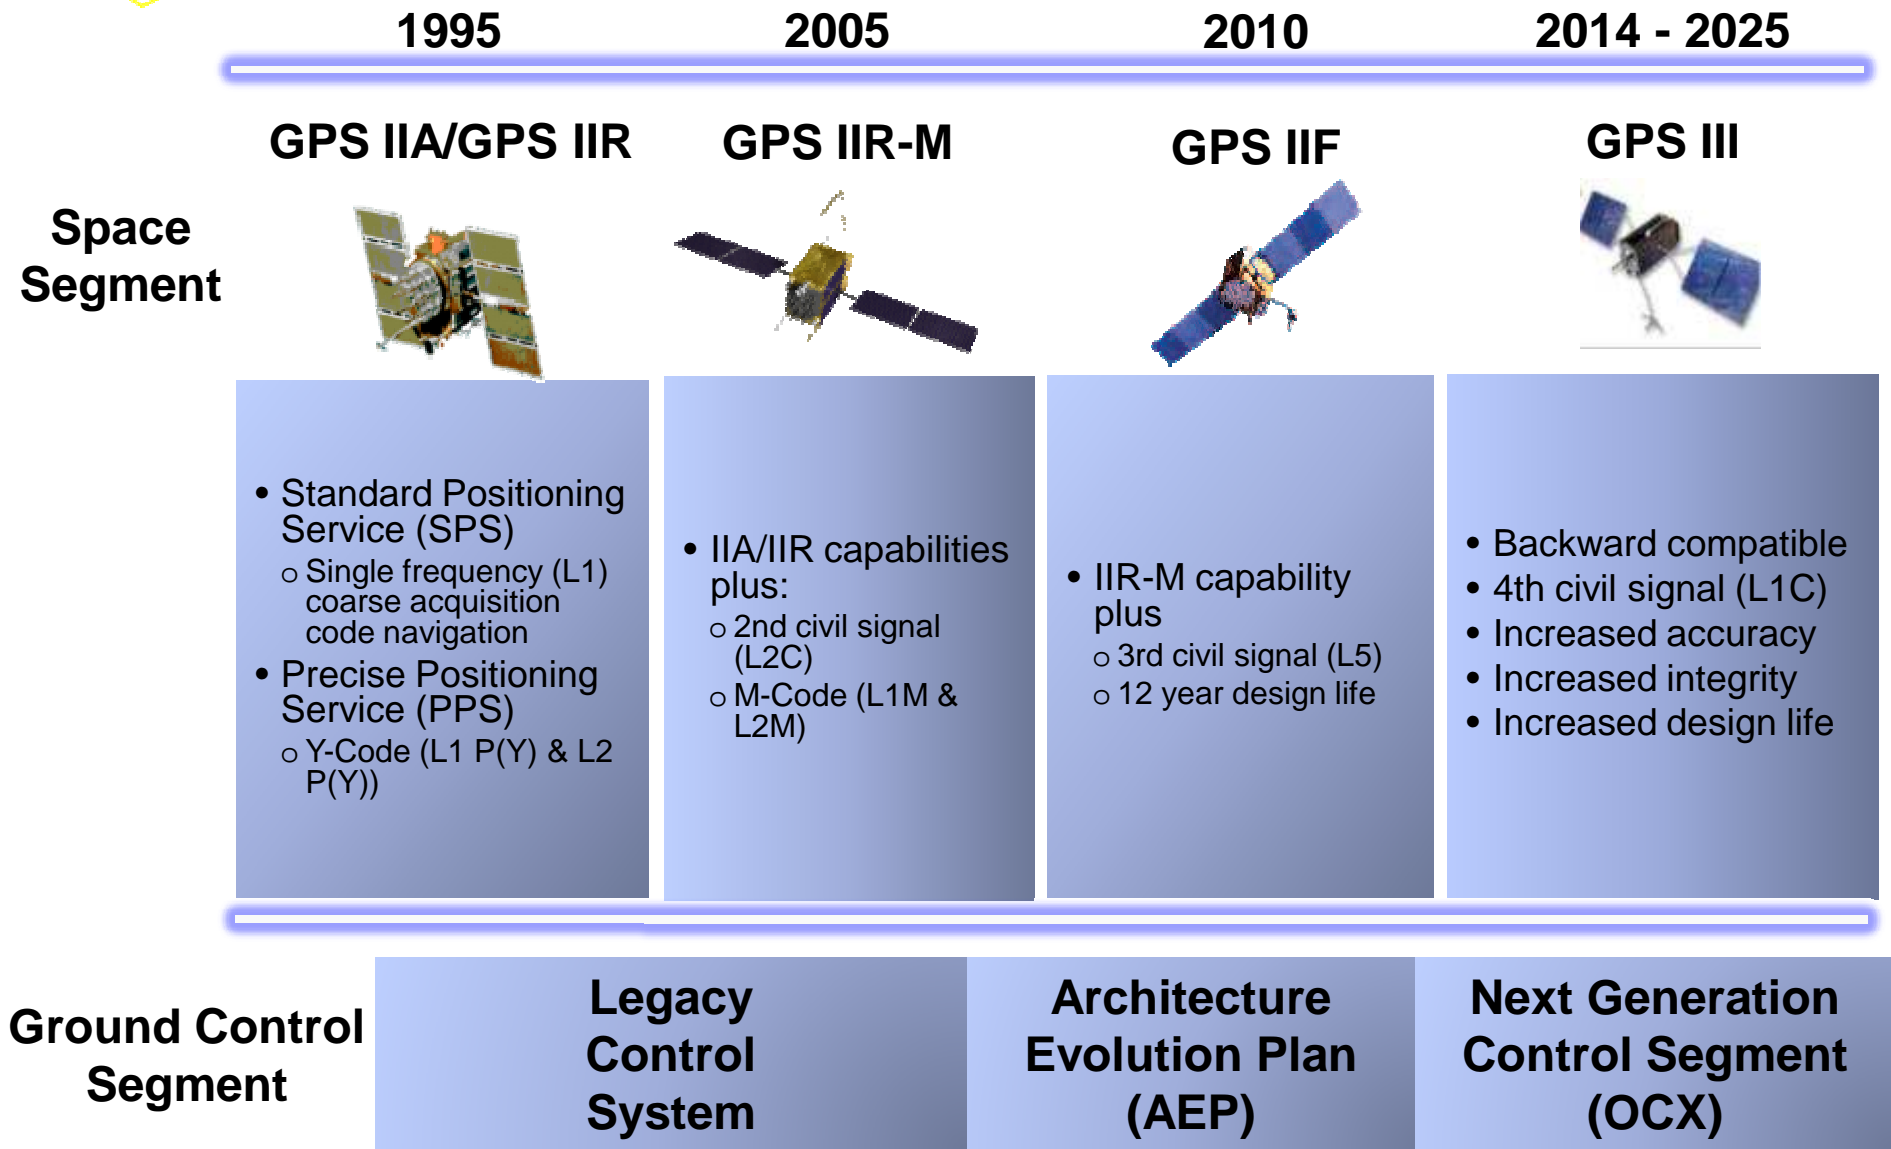 1995
2005
2010
2014 - 2025
GPS IIA/GPS IIR
GPS IIR-M
GPS IIF
GPS III
Space
Segment
• Standard Positioning
Service (SPS)
o Single frequency (L1)
coarse acquisition
code navigation
• Precise Positioning
Service (PPS)
o Y-Code (L1 P(Y) & L2
P(Y))
• IIA/IIR capabilities
plus:
o 2nd civil signal
(L2C)
o M-Code (L1M &
L2M)
• IIR-M capability
plus
o 3rd civil signal (L5)
o 12 year design life
• Backward compatible
• 4th civil signal (L1C)
• Increased accuracy
• Increased integrity
• Increased design life
Ground Control
Segment
Legacy
Control
System
Architecture
Evolution Plan
(AEP)
Next Generation
Control Segment
(OCX)